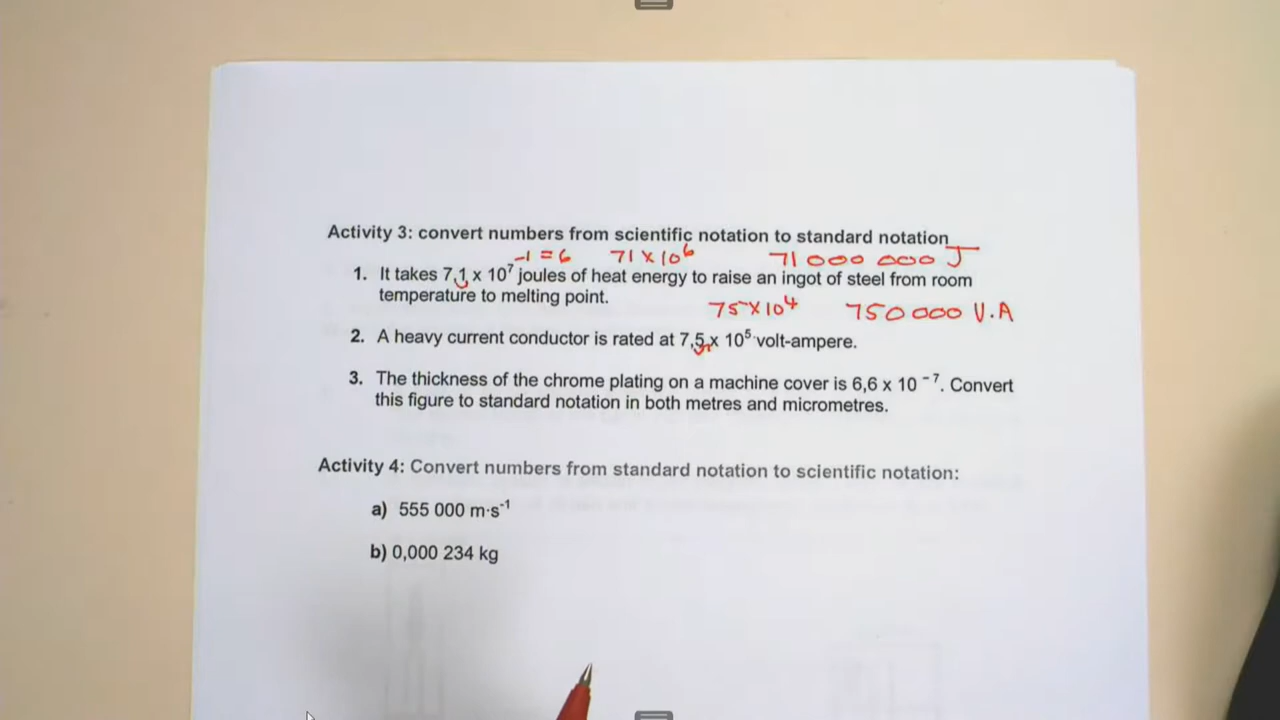 Activity 3: convert numbers from scientific notation to standard notation
-1 = 6 71 x 10⁶ 71 000 000 J
1. It takes 7,1 x 10⁷ joules of heat energy to raise an ingot of steel from room
temperature to melting point.
75 x 10⁴ 750 000 V.A
2. A heavy current conductor is rated at 7,5 x 10⁵ volt-ampere.
3. The thickness of the chrome plating on a machine cover is 6,6 x 10⁻⁷. Convert
this figure to standard notation in both metres and micrometres.
Activity 4: Convert numbers from standard notation to scientific notation:
a) 555 000 m·s⁻¹
b) 0,000 234 kg